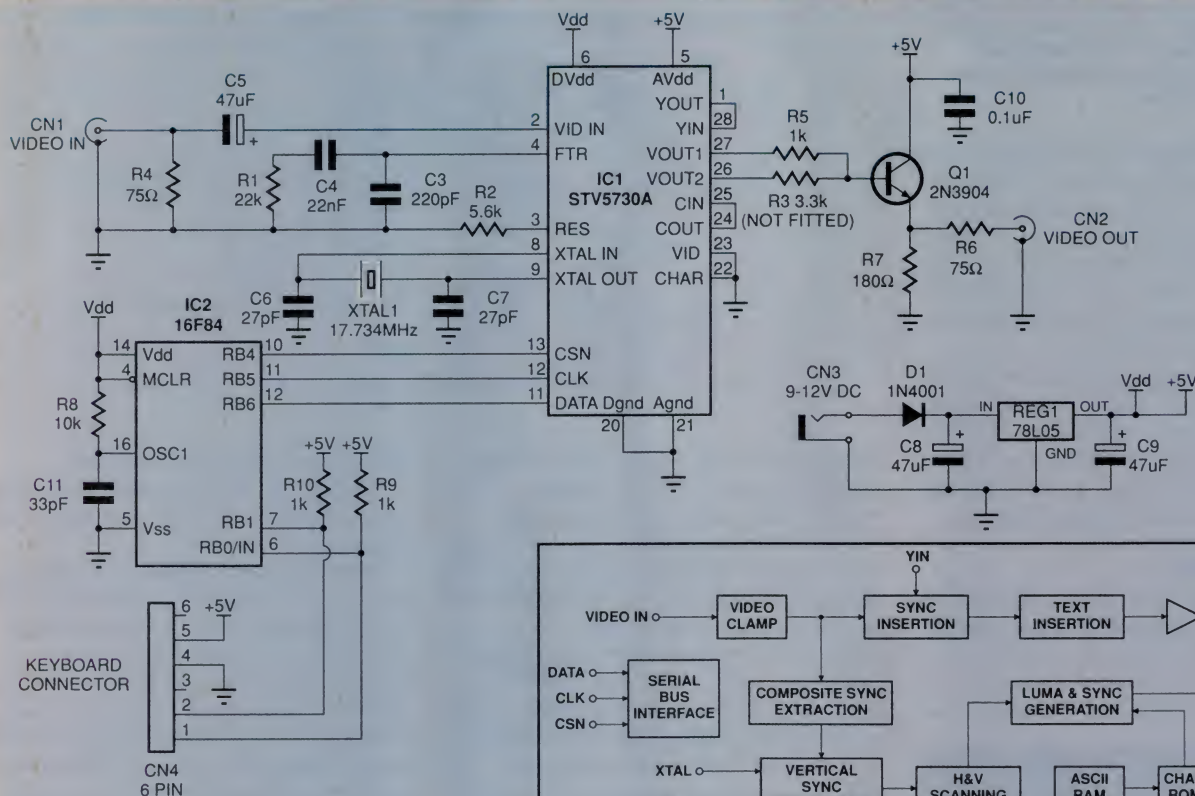 Vdd
+5V
6
5
DVdd
AVdd
C5
47uF
+
CN1
VIDEO IN
R4
75Ω
R1
22k
C4
22nF
C3
220pF
R2
5.6k
2
VID IN
4
FTR
3
RES
8
XTAL IN
9
XTAL OUT
IC1
STV5730A
YOUT
1
YIN
28
VOUT1
27
VOUT2
26
CIN
25
COUT
24
VID
23
CHAR
22
R5
1k
R3 3.3k
(NOT FITTED)
+5V
C10
0.1uF
Q1
2N3904
R7
180Ω
R6
75Ω
CN2
VIDEO OUT
C6
27pF
XTAL1
17.734MHz
C7
27pF
IC2
16F84
Vdd
14
Vdd
4
MCLR
R8
10k
16
OSC1
C11
33pF
5
Vss
RB4
10
RB5
11
RB6
12
RB1
7
RB0/IN
6
13
CSN
12
CLK
11
DATA
Dgnd
Agnd
20
21
+5V
+5V
R10
1k
R9
1k
CN3
9-12V DC
D1
1N4001
C8
47uF
+
IN
REG1
78L05
OUT
GND
Vdd
+5V
+
C9
47uF
KEYBOARD
CONNECTOR
6
5
4
3
2
1
+5V
CN4
6 PIN
YIN
VIDEO IN
VIDEO
CLAMP
SYNC
INSERTION
TEXT
INSERTION
DATA
CLK
CSN
SERIAL
BUS
INTERFACE
COMPOSITE SYNC
EXTRACTION
LUMA & SYNC
GENERATION
XTAL
VERTICAL
SYNC
H&V
SCANNING
ASCII
RAM